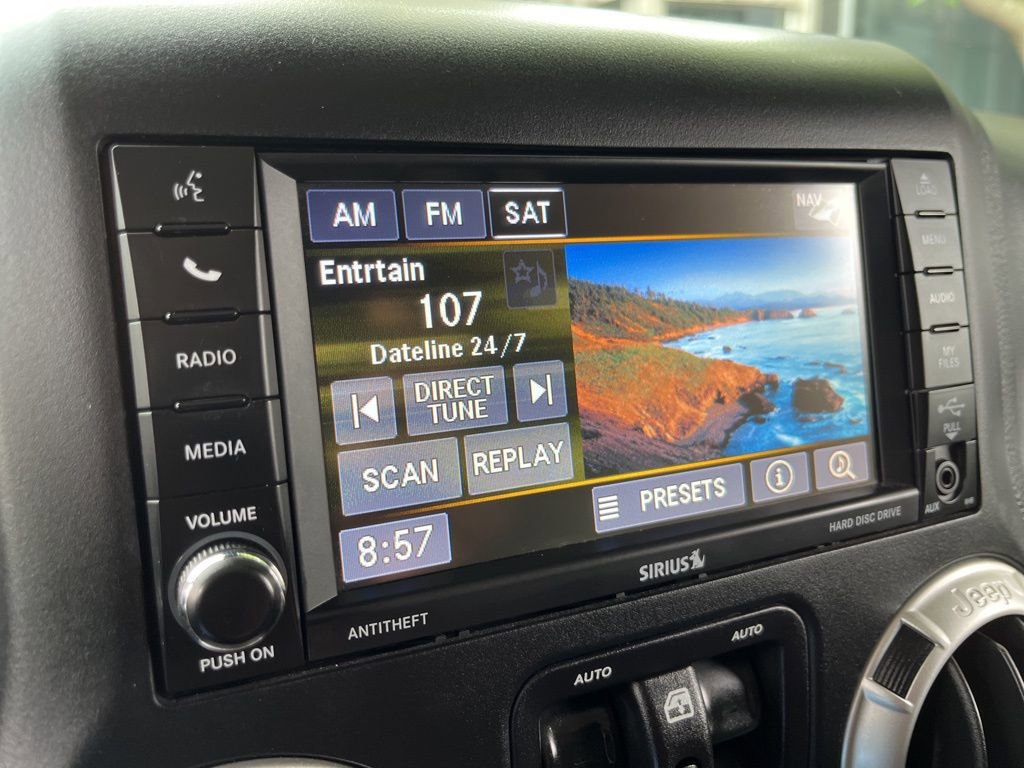 AM FM SAT NAV
Entrtain
107
Dateline 24/7
DIRECT
TUNE
SCAN REPLAY
8:57
PRESETS
RADIO
MEDIA
VOLUME
PUSH ON
ANTITHEFT
SIRIUS
HARD DISC DRIVE
LOAD
MENU
AUDIO
MY
FILES
PULL
AUX
AUTO
AUTO
Jeep